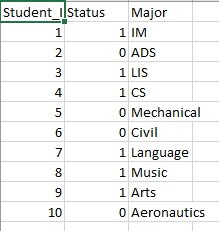 Student_I Status Major
1 1 IM
2 0 ADS
3 1 LIS
4 1 CS
5 0 Mechanical
6 0 Civil
7 1 Language
8 1 Music
9 1 Arts
10 0 Aeronautics